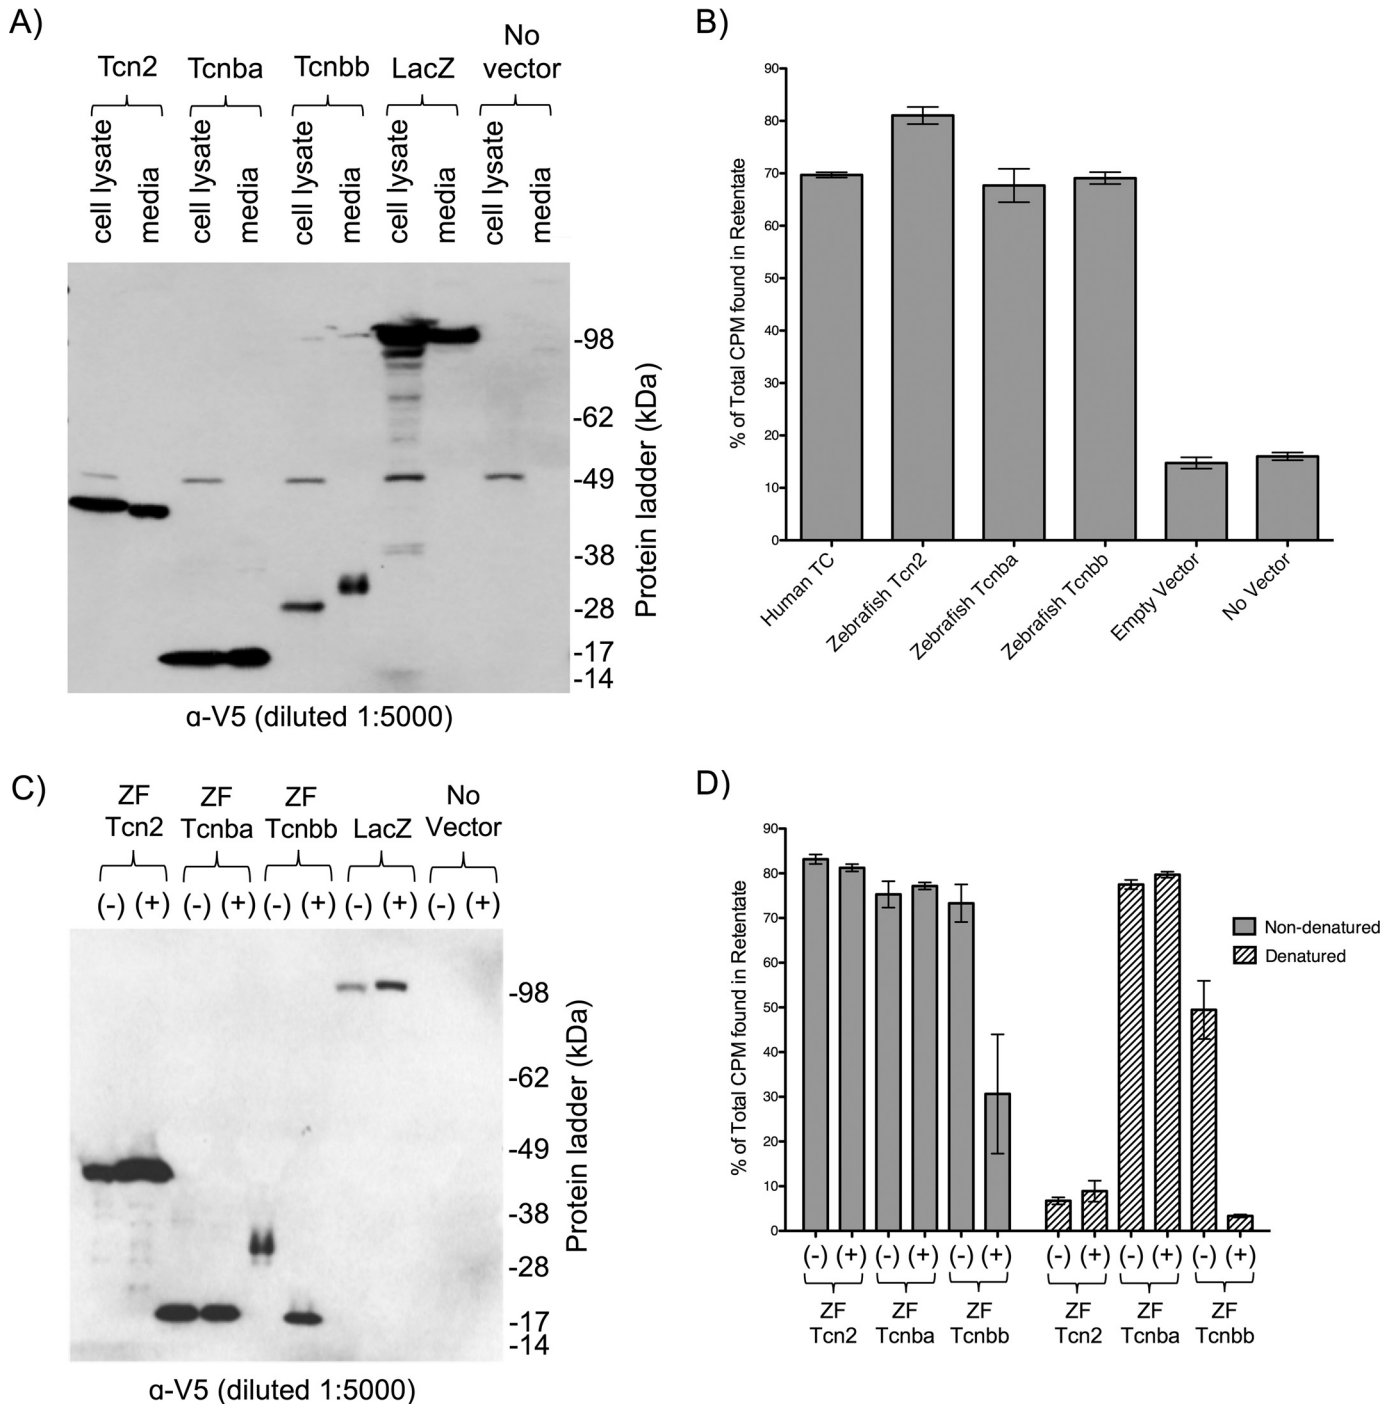 A)
Tcn2 Tcnba Tcnbb LacZ No vector
cell lysate media cell lysate media cell lysate media cell lysate media cell lysate media
-98
-62
-49
-38
-28
-17
-14
Protein ladder (kDa)
α-V5 (diluted 1:5000)
B)
% of Total CPM found in Retentate
90
80
70
60
50
40
30
20
10
0
Human TC
Zebrafish Tcn2
Zebrafish Tcnba
Zebrafish Tcnbb
Empty Vector
No Vector
C)
ZF Tcn2 ZF Tcnba ZF Tcnbb LacZ No Vector
(-) (+) (-) (+) (-) (+) (-) (+) (-) (+)
-98
-62
-49
-38
-28
-17
-14
Protein ladder (kDa)
α-V5 (diluted 1:5000)
D)
% of Total CPM found in Retentate
90
80
70
60
50
40
30
20
10
0
Non-denatured
Denatured
(-) (+) (-) (+) (-) (+) (-) (+) (-) (+) (-) (+)
ZF ZF ZF ZF ZF ZF
Tcn2 Tcnba Tcnbb Tcn2 Tcnba Tcnbb